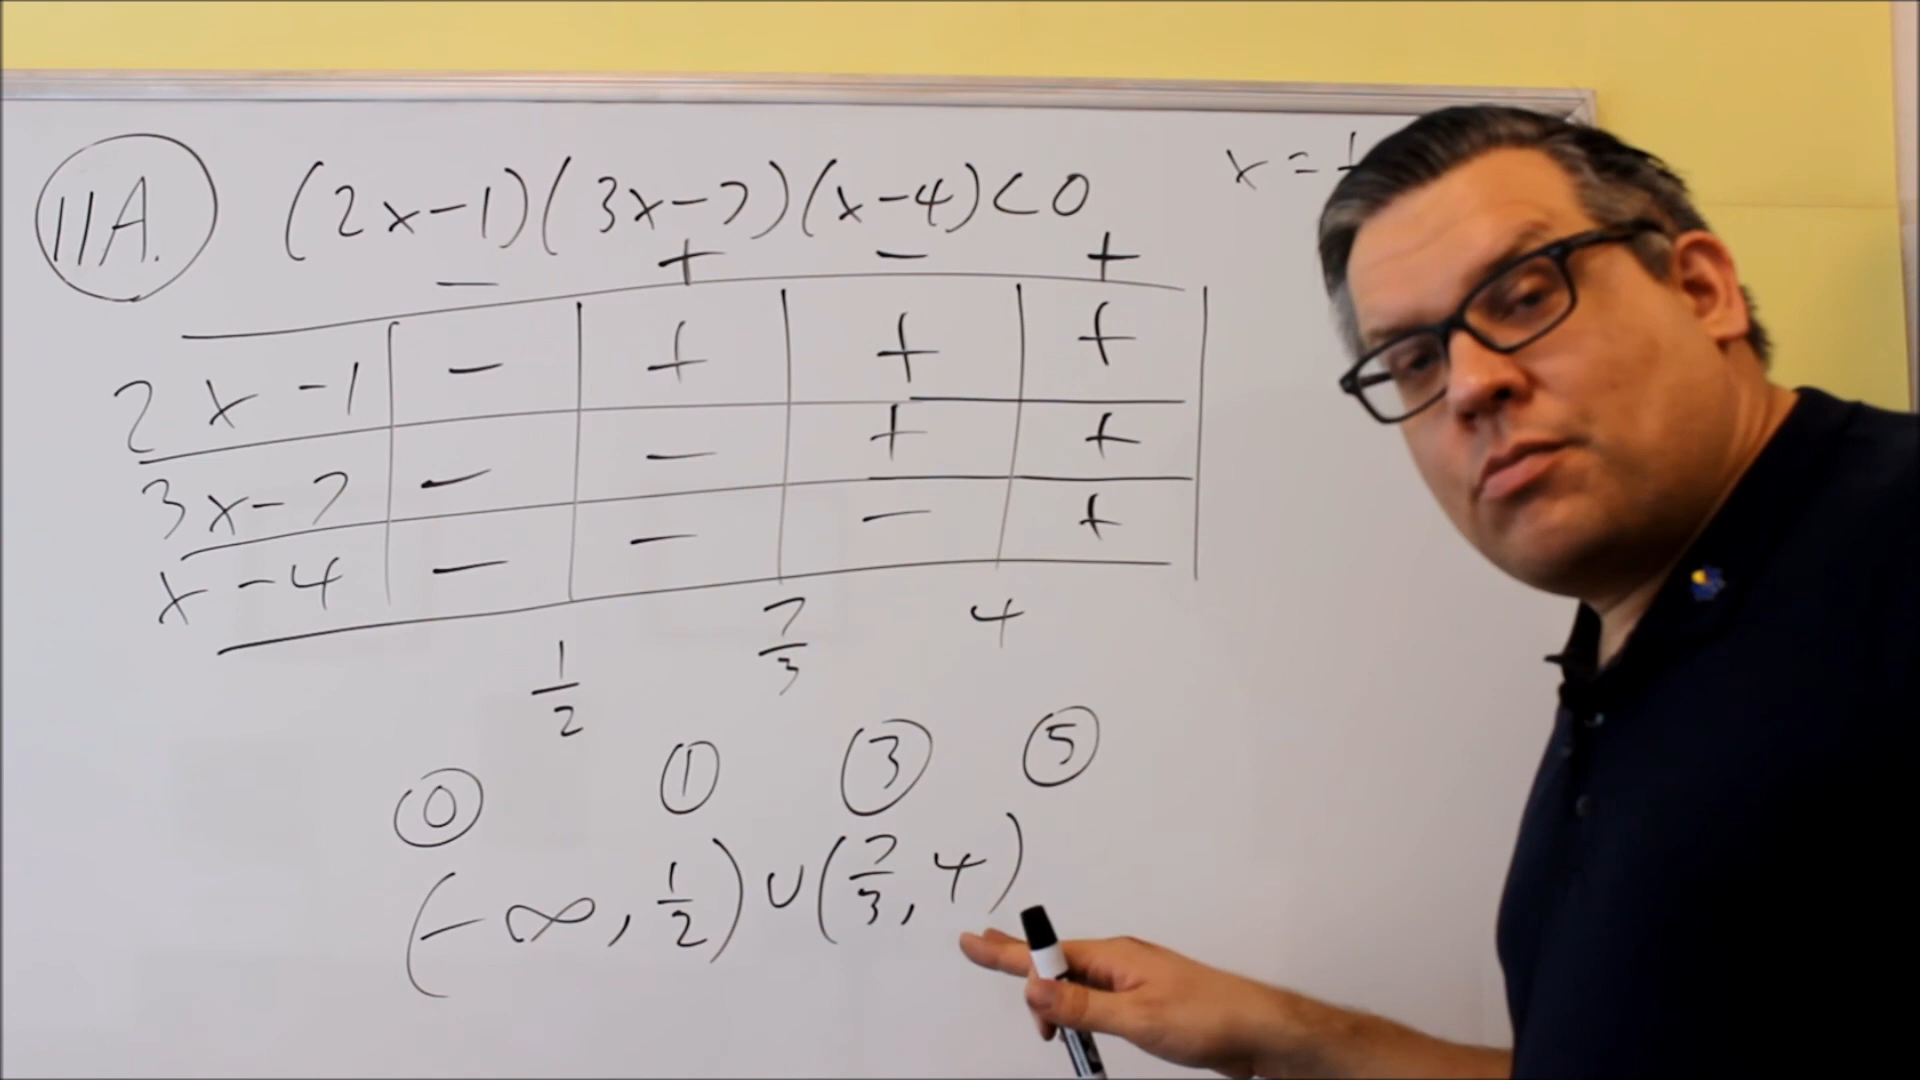 11A. (2x-1)(3x-7)(x-4)<0
x =
- + - +
2x-1 - + + +
3x-7 - - + +
x-4 - - - +
1/2 7/3 4
0 1 3 5
(-∞, 1/2) ∪ (7/3, 4)